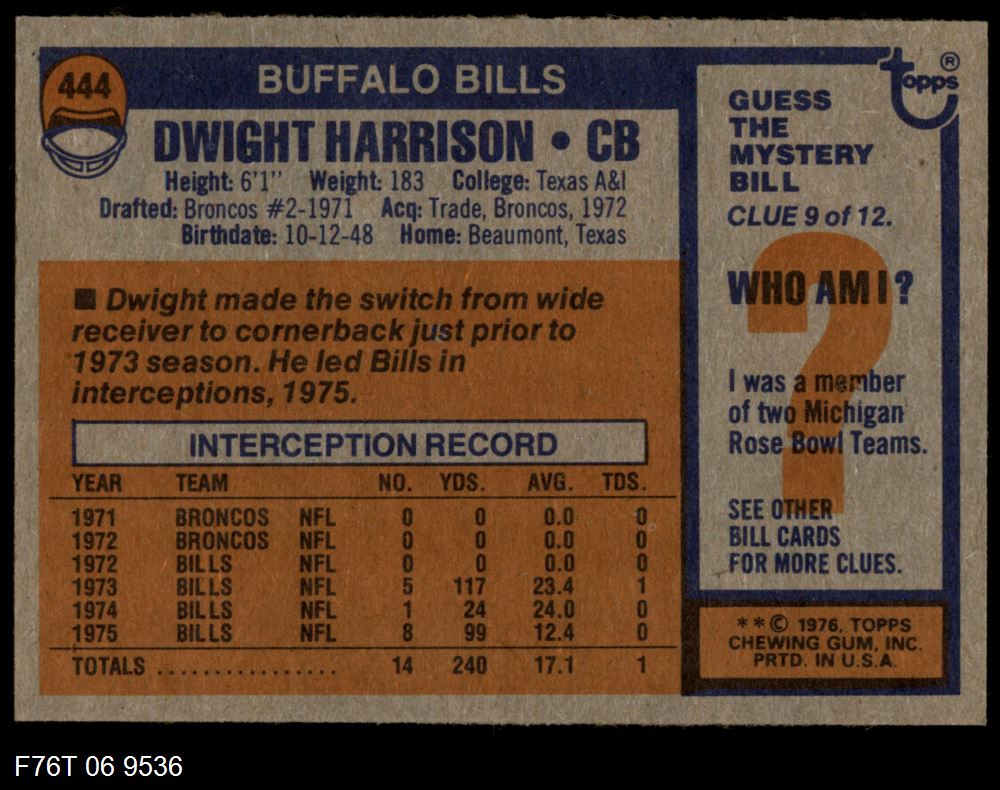 444
BUFFALO BILLS
DWIGHT HARRISON • CB
Height: 6'1" Weight: 183 College: Texas A&I
Drafted: Broncos #2-1971 Acq: Trade, Broncos, 1972
Birthdate: 10-12-48 Home: Beaumont, Texas
■ Dwight made the switch from wide
receiver to cornerback just prior to
1973 season. He led Bills in
interceptions, 1975.
INTERCEPTION RECORD
YEAR TEAM NO. YDS. AVG. TDS.
1971 BRONCOS NFL 0 0 0.0 0
1972 BRONCOS NFL 0 0 0.0 0
1972 BILLS NFL 0 0 0.0 0
1973 BILLS NFL 5 117 23.4 1
1974 BILLS NFL 1 24 24.0 0
1975 BILLS NFL 8 99 12.4 0
TOTALS ................ 14 240 17.1 1
topps ®
GUESS
THE
MYSTERY
BILL
CLUE 9 of 12.
WHO AM I ?
I was a member
of two Michigan
Rose Bowl Teams.
SEE OTHER
BILL CARDS
FOR MORE CLUES.
* * © 1976, TOPPS
CHEWING GUM, INC.
PRTD. IN U.S.A.
F76T 06 9536